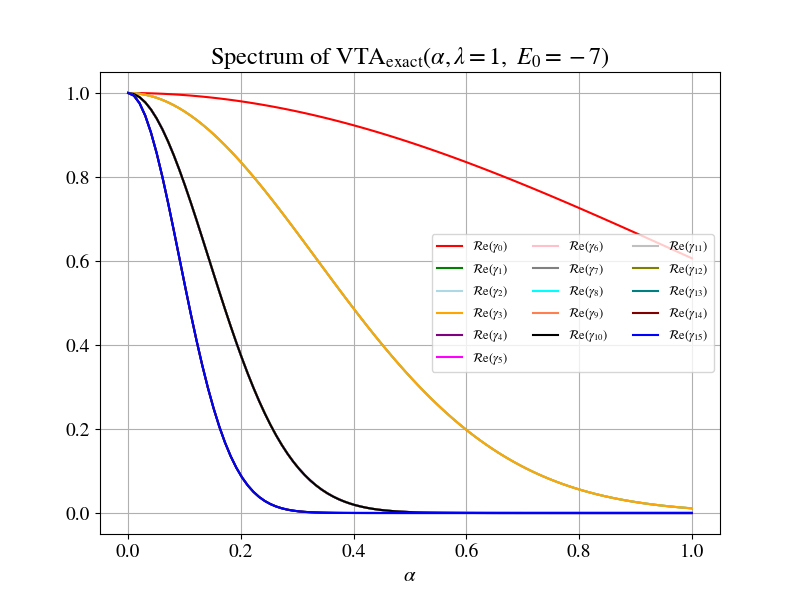 Spectrum of VTA_exact(α, λ = 1, E_0 = −7)
1.0
0.8
0.6
0.4
0.2
0.0
ℛe(γ_0) ℛe(γ_6) ℛe(γ_11)
ℛe(γ_1) ℛe(γ_7) ℛe(γ_12)
ℛe(γ_2) ℛe(γ_8) ℛe(γ_13)
ℛe(γ_3) ℛe(γ_9) ℛe(γ_14)
ℛe(γ_4) ℛe(γ_10) ℛe(γ_15)
ℛe(γ_5)
0.0 0.2 0.4 0.6 0.8 1.0
α